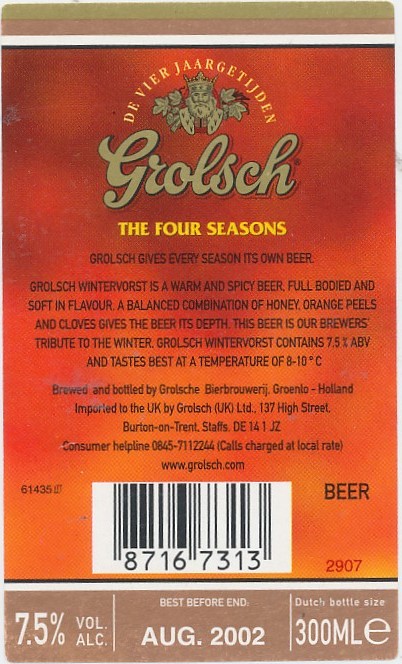 DE VIER JAARGETIJDEN
Grolsch
THE FOUR SEASONS
GROLSCH GIVES EVERY SEASON ITS OWN BEER.
GROLSCH WINTERVORST IS A WARM AND SPICY BEER, FULL BODIED AND
SOFT IN FLAVOUR. A BALANCED COMBINATION OF HONEY, ORANGE PEELS
AND CLOVES GIVES THE BEER ITS DEPTH. THIS BEER IS OUR BREWERS'
TRIBUTE TO THE WINTER. GROLSCH WINTERVORST CONTAINS 7.5 % ABV
AND TASTES BEST AT A TEMPERATURE OF 8-10 °C
Brewed and bottled by Grolsche Bierbrouwerij, Groenlo - Holland
Imported to the UK by Grolsch (UK) Ltd., 137 High Street,
Burton-on-Trent, Staffs. DE 14 1 JZ
Consumer helpline 0845-7112244 (Calls charged at local rate)
www.grolsch.com
61435
BEER
8716 7313
2907
7.5% VOL. ALC.
BEST BEFORE END:
AUG. 2002
Dutch bottle size
300ML℮